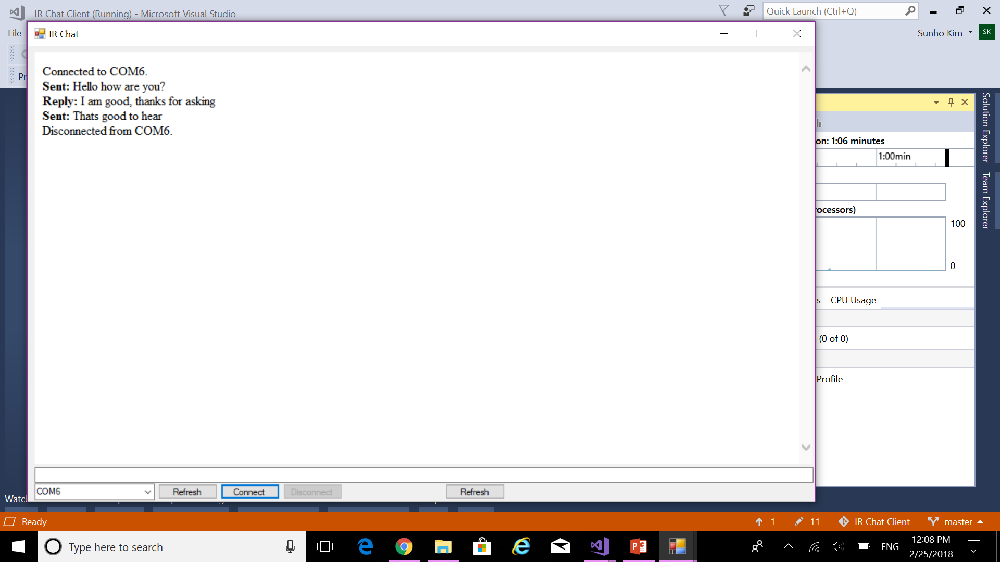 IR Chat Client (Running) - Microsoft Visual Studio
Quick Launch (Ctrl+Q)
File
Sunho Kim
SK
IR Chat
Connected to COM6.
Sent: Hello how are you?
Reply: I am good, thanks for asking
Sent: Thats good to hear
Disconnected from COM6.
COM6
Refresh
Connect
Disconnect
Refresh
Pr
on: 1:06 minutes
1:00min
rocessors)
100
0
CPU Usage
(0 of 0)
Profile
Solution Explorer
Team Explorer
Watc
Ready
1
11
IR Chat Client
master
Type here to search
ENG
12:08 PM
2/25/2018